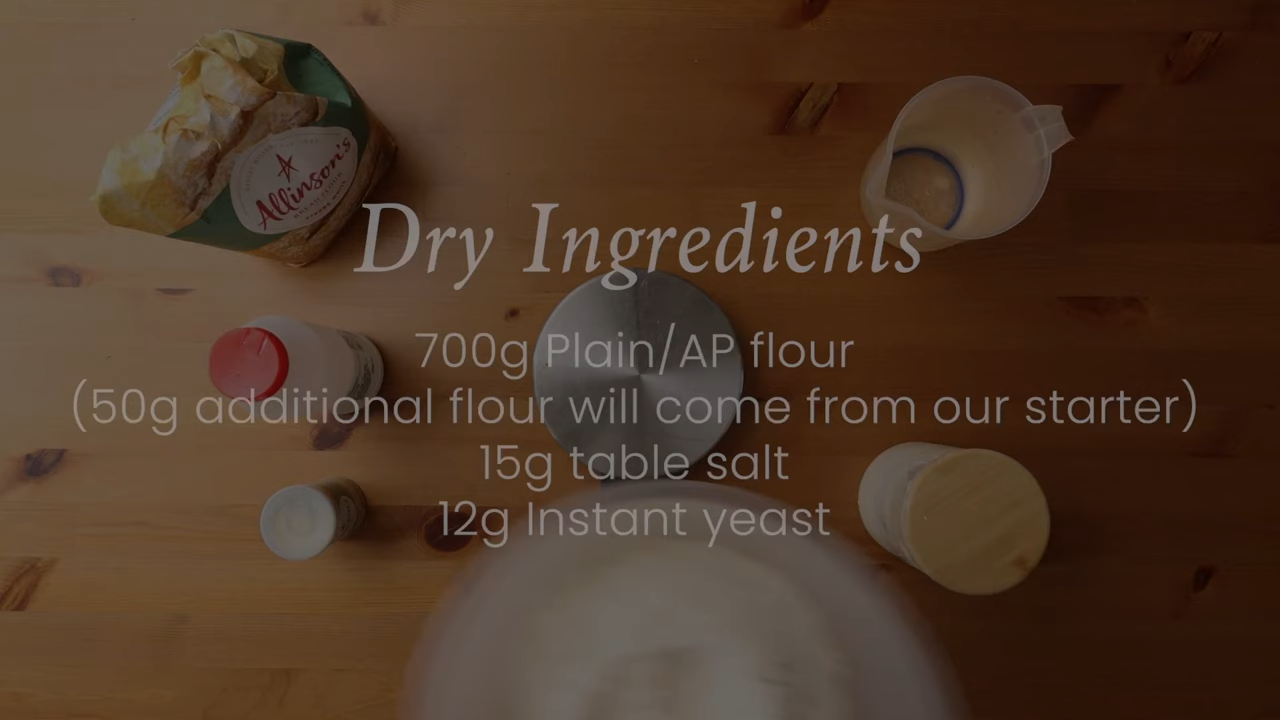 Allinson's
Dry Ingredients
700g Plain/AP flour
(50g additional flour will come from our starter)
15g table salt
12g Instant yeast